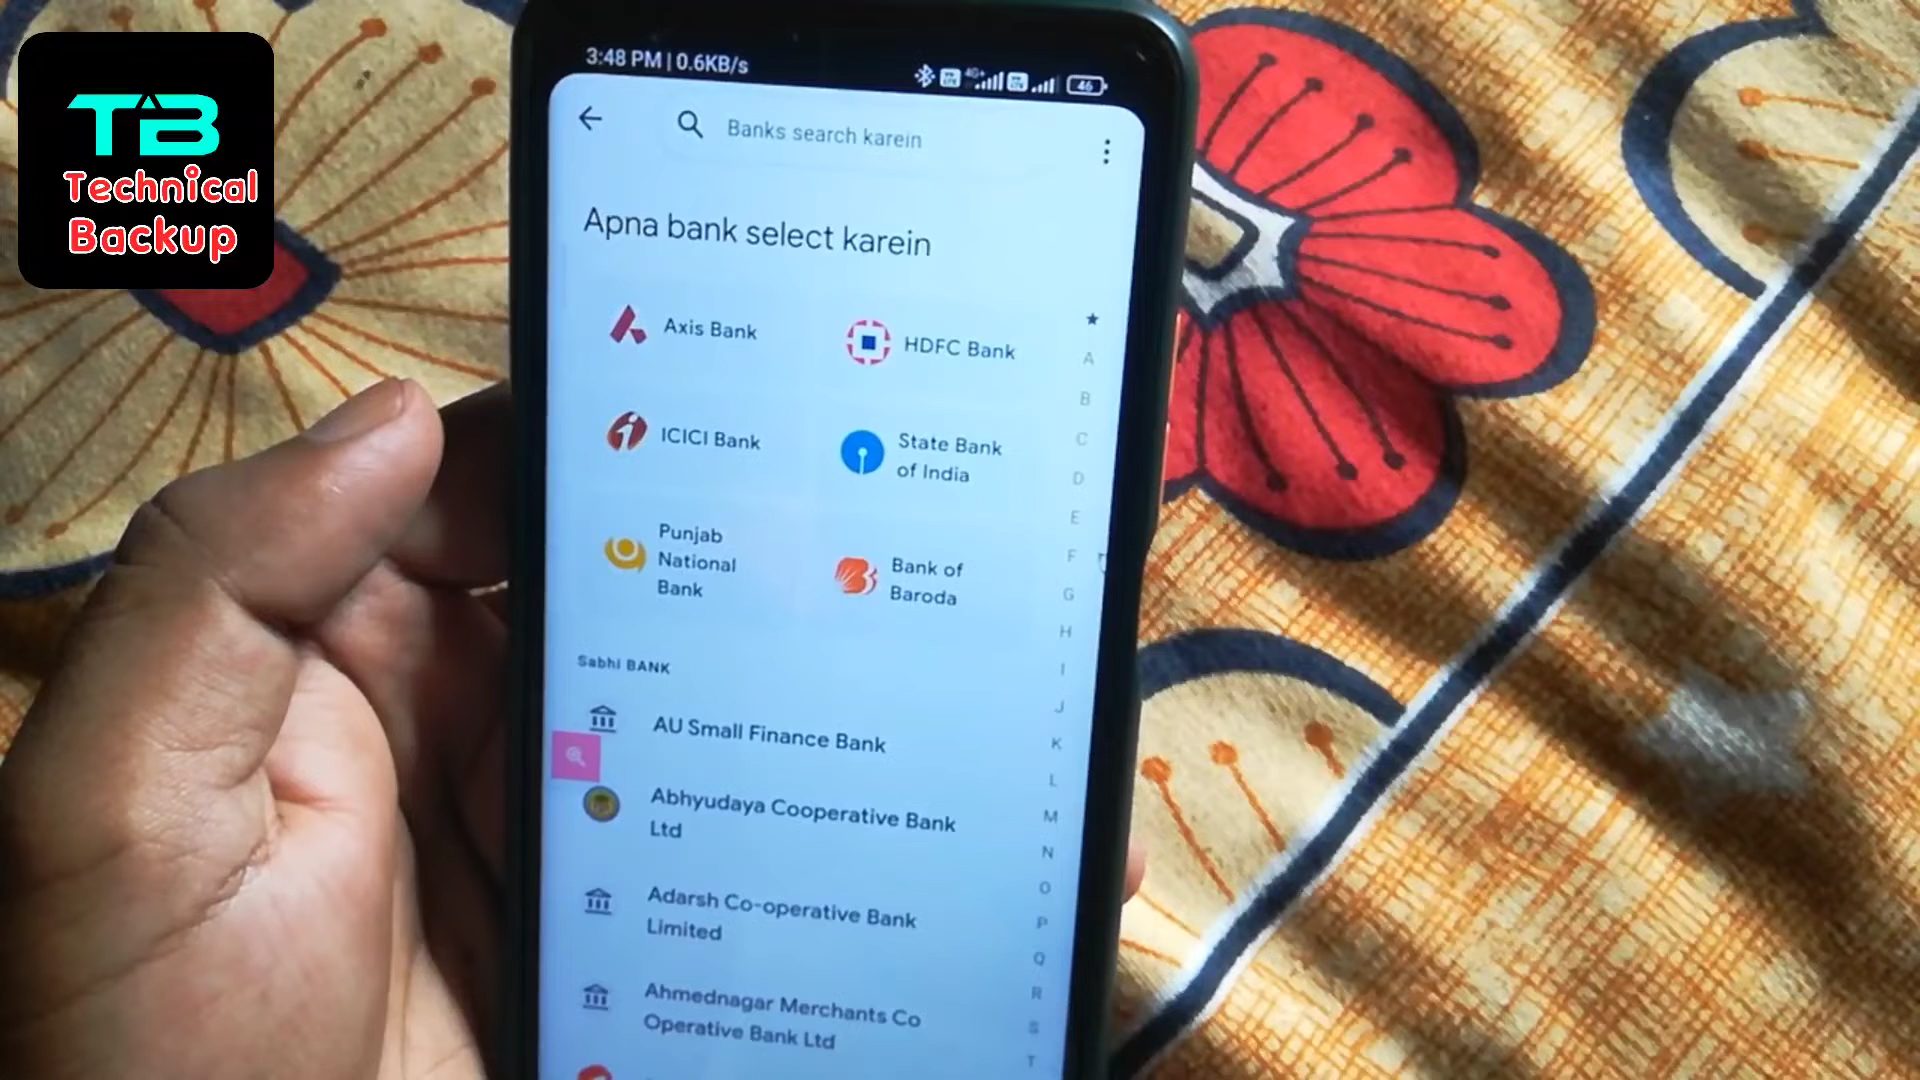 TB
Technical
Backup
3:48 PM | 0.6KB/s
4G+
46
Banks search karein
Apna bank select karein
Axis Bank
HDFC Bank
ICICI Bank
State Bank
of India
Punjab
National
Bank
Bank of
Baroda
Sabhi BANK
AU Small Finance Bank
Abhyudaya Cooperative Bank
Ltd
Adarsh Co-operative Bank
Limited
Ahmednagar Merchants Co
Operative Bank Ltd
A
B
C
D
E
F
G
H
I
J
K
L
M
N
O
P
Q
R
S
T